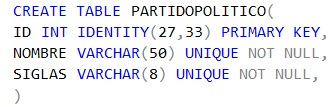 CREATE TABLE PARTIDOPOLITICO(
ID INT IDENTITY(27,33) PRIMARY KEY,
NOMBRE VARCHAR(50) UNIQUE NOT NULL,
SIGLAS VARCHAR(8) UNIQUE NOT NULL,
)